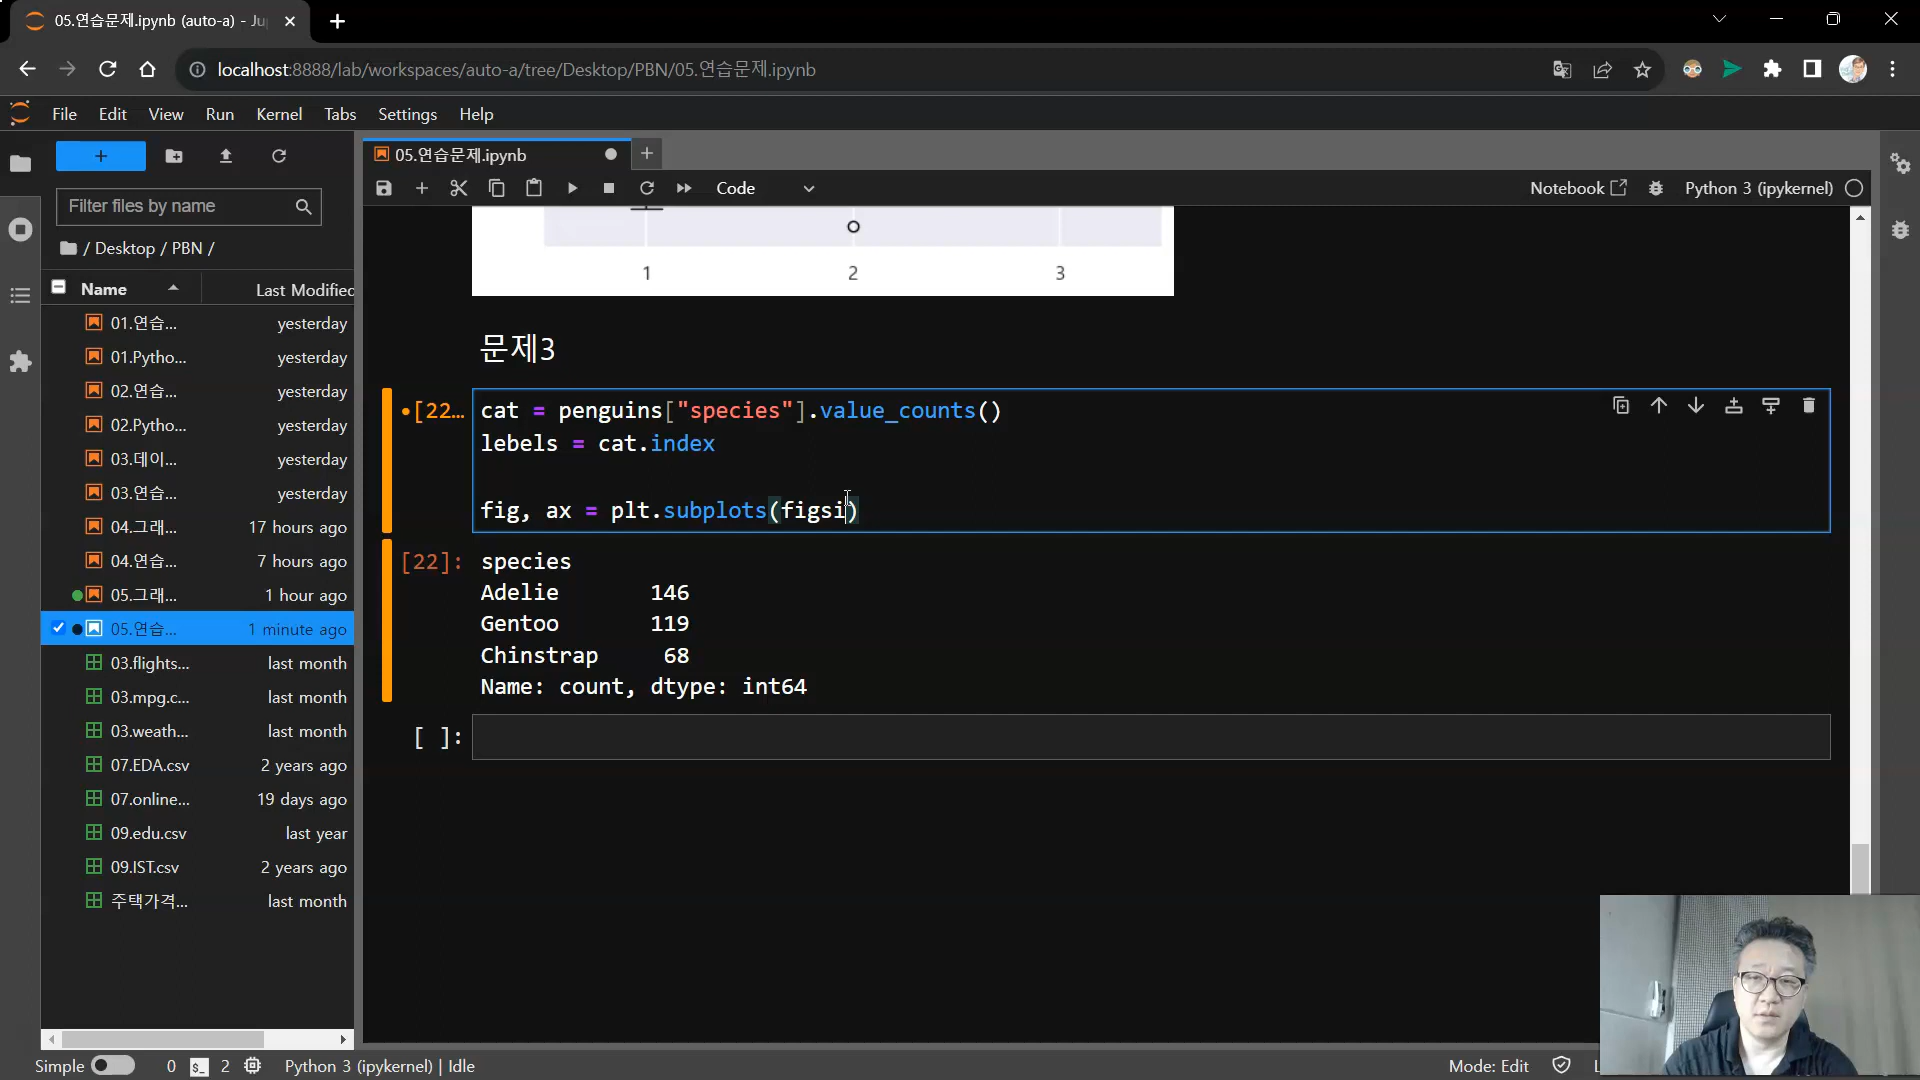 05.연습문제.ipynb (auto-a) - Ju
localhost:8888/lab/workspaces/auto-a/tree/Desktop/PBN/05.연습문제.ipynb
File Edit View Run Kernel Tabs Settings Help
05.연습문제.ipynb
Code
Notebook
Python 3 (ipykernel)
Filter files by name
/ Desktop / PBN /
Name Last Modified
01.연습... yesterday
01.Pytho... yesterday
02.연습... yesterday
02.Pytho... yesterday
03.데이... yesterday
03.연습... yesterday
04.그래... 17 hours ago
04.연습... 7 hours ago
05.그래... 1 hour ago
05.연습... 1 minute ago
03.flights... last month
03.mpg.c... last month
03.weath... last month
07.EDA.csv 2 years ago
07.online... 19 days ago
09.edu.csv last year
09.IST.csv 2 years ago
주택가격... last month
1 2 3
문제3
•[22…
cat = penguins["species"].value_counts()
lebels = cat.index
fig, ax = plt.subplots(figsi)
[22]:
species
Adelie 146
Gentoo 119
Chinstrap 68
Name: count, dtype: int64
[ ]:
Simple 0 $_ 2 Python 3 (ipykernel) | Idle
Mode: Edit